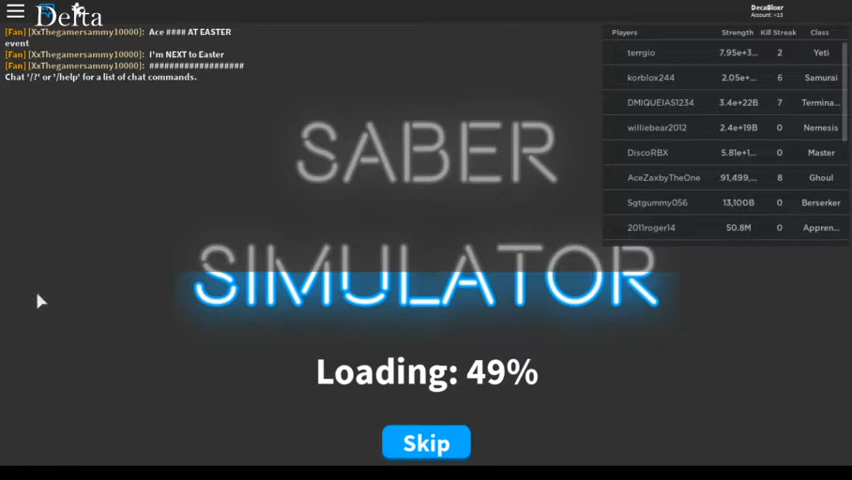 Delta
[Fan] [XxThegamersammy10000]: Ace #### AT EASTER
event
[Fan] [XxThegamersammy10000]: I'm NEXT to Easter
[Fan] [XxThegamersammy10000]: ###################
Chat '/?' or '/help' for a list of chat commands.
DecaBloxr
Account: <13
Players Strength Kill Streak Class
terrgio 7.95e+3... 2 Yeti
korblox244 2.05e+... 6 Samurai
DMIQUEIAS1234 3.4e+22B 7 Termina...
williebear2012 2.4e+19B 0 Nemesis
DiscoRBX 5.81e+1... 0 Master
AceZaxbyTheOne 91,499,... 8 Ghoul
Sgtgummy056 13,100B 0 Berserker
2011roger14 50.8M 0 Appren...
SABER
SIMULATOR
Loading: 49%
Skip